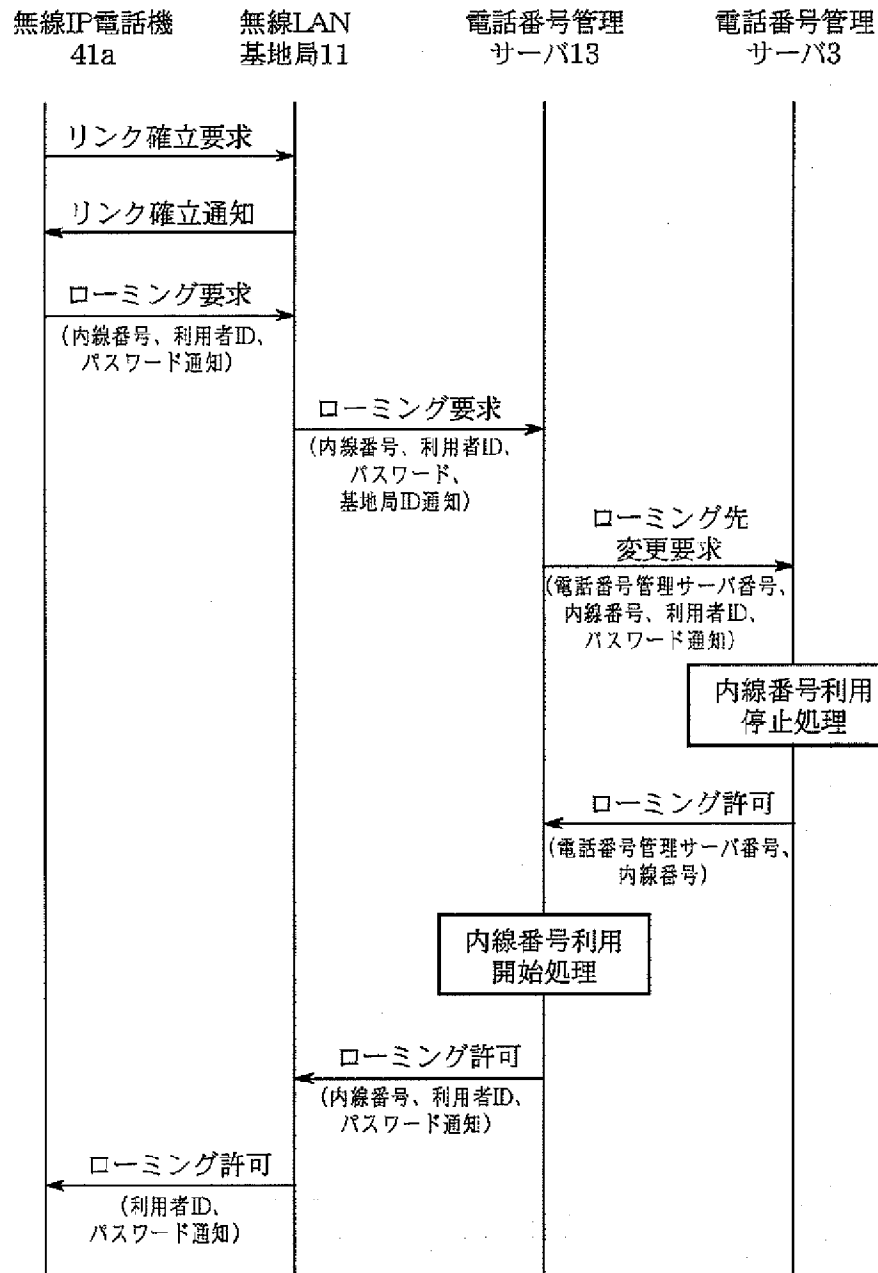 無線IP電話機
41a
無線LAN
基地局11
電話番号管理
サーバ13
電話番号管理
サーバ3
リンク確立要求
リンク確立通知
ローミング要求
(内線番号、利用者ID、
パスワード通知)
ローミング要求
(内線番号、利用者ID、
パスワード、
基地局ID通知)
ローミング先
変更要求
(電話番号管理サーバ番号、
内線番号、利用者ID、
パスワード通知)
内線番号利用
停止処理
ローミング許可
(電話番号管理サーバ番号、
内線番号)
内線番号利用
開始処理
ローミング許可
(内線番号、利用者ID、
パスワード通知)
ローミング許可
(利用者ID、
パスワード通知)